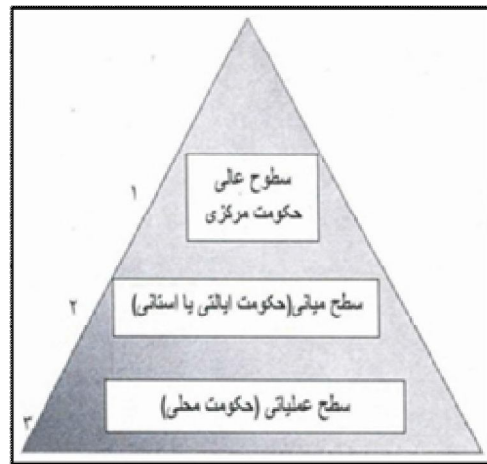 ۱
سطوح عالی
حکومت مرکزی
۲
سطح میانی(حکومت ایالتی یا استانی)
۳
سطح عملیاتی (حکومت محلی)